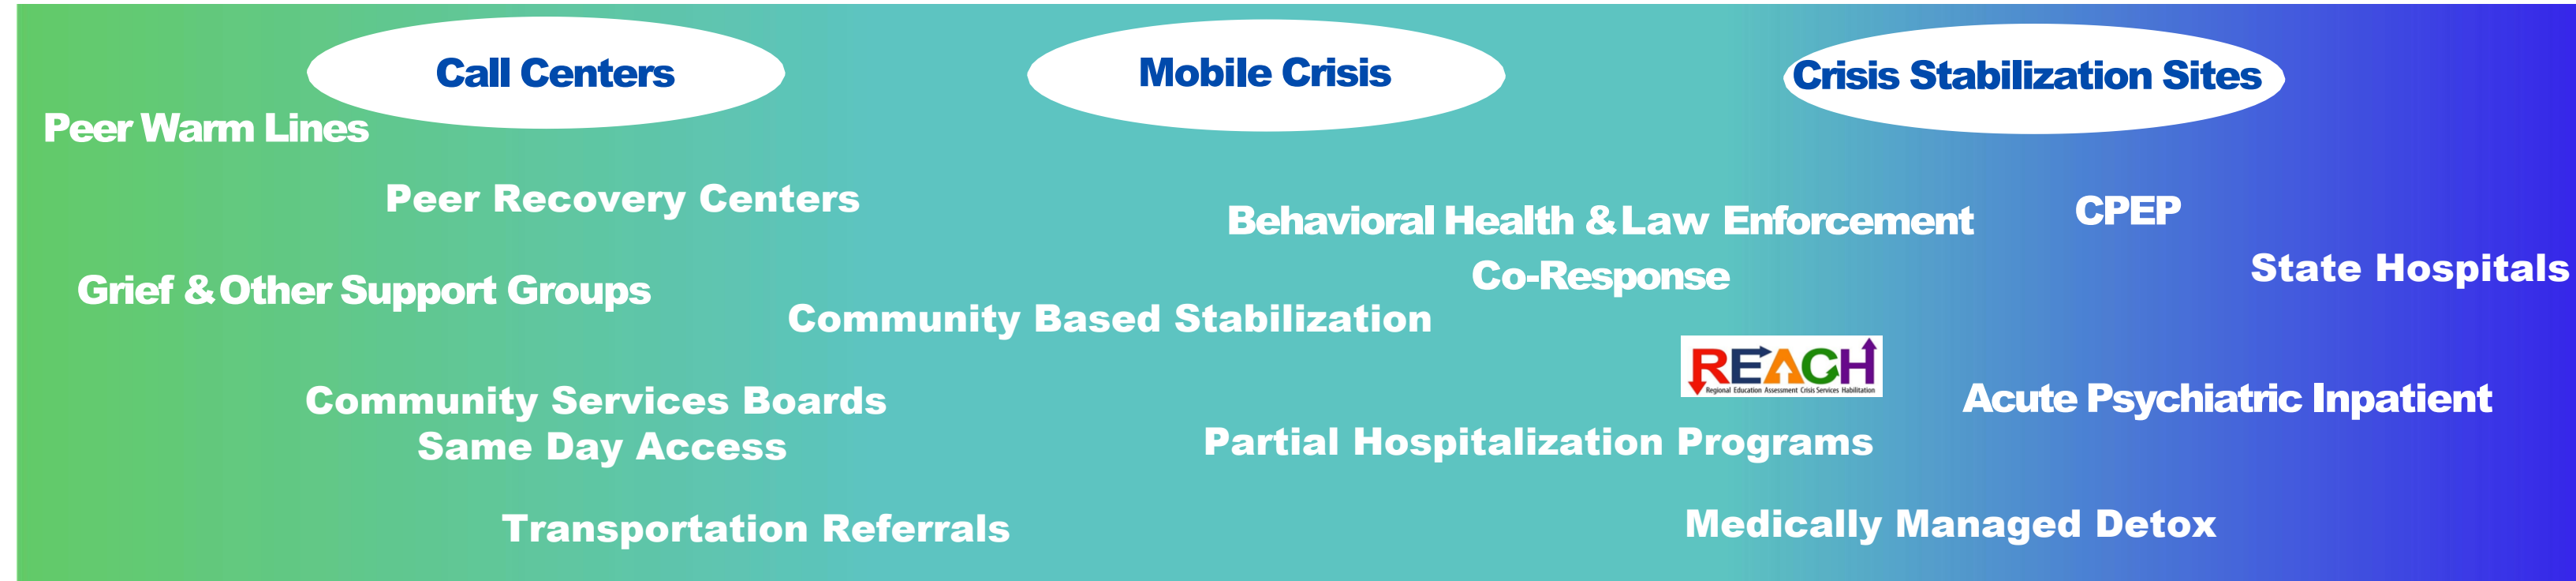 Call Centers
Mobile Crisis
Crisis Stabilization Sites
Peer Warm Lines
Peer Recovery Centers
Behavioral Health & Law Enforcement
Co-Response
CPEP
State Hospitals
Grief & Other Support Groups
Community Based Stabilization
REACH
Regional Education Assessment Crisis Services Habilitation
Community Services Boards
Same Day Access
Acute Psychiatric Inpatient
Partial Hospitalization Programs
Transportation Referrals
Medically Managed Detox